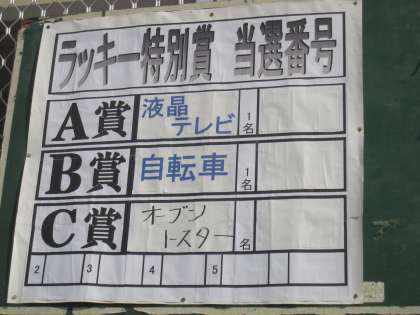 ラッキー特別賞 当選番号
A賞 液晶テレビ 1名
B賞 自転車 1名
C賞 オーブントースター 名
2 3 4 5